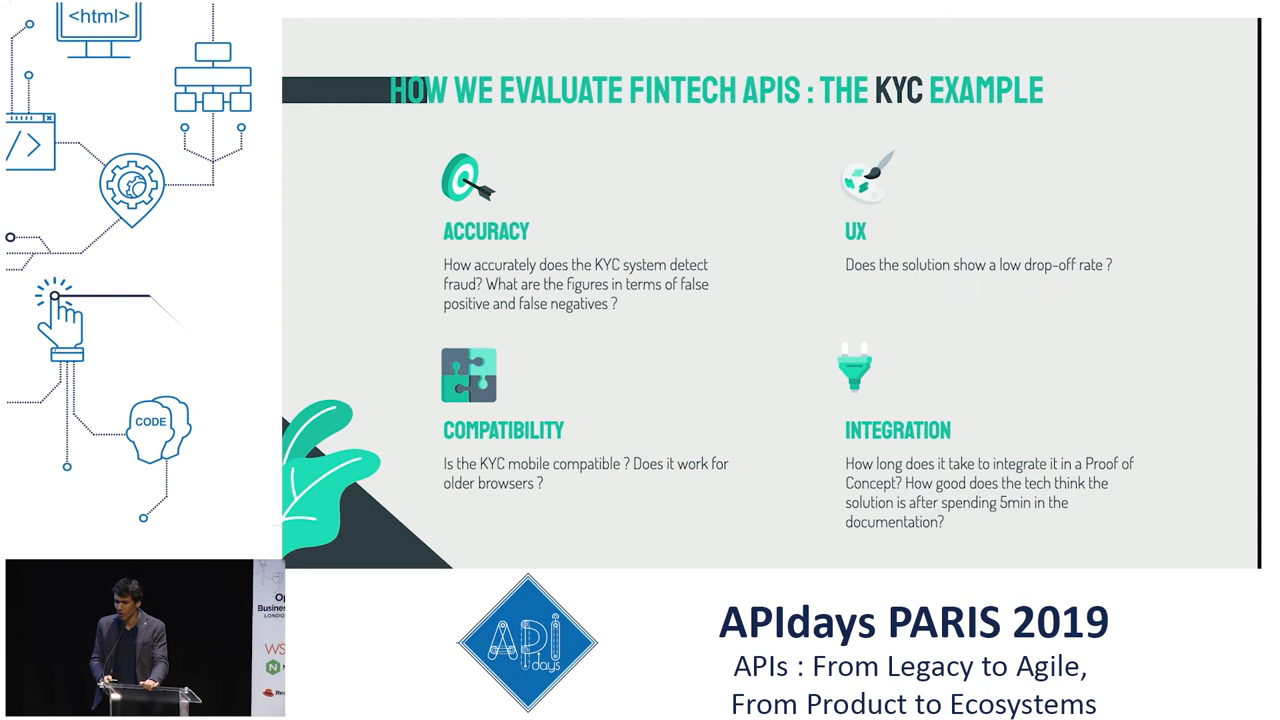 <html>
</>
CODE
HOW WE EVALUATE FINTECH APIS : THE KYC EXAMPLE
ACCURACY
How accurately does the KYC system detect
fraud? What are the figures in terms of false
positive and false negatives ?
UX
Does the solution show a low drop-off rate ?
COMPATIBILITY
Is the KYC mobile compatible ? Does it work for
older browsers ?
INTEGRATION
How long does it take to integrate it in a Proof of
Concept? How good does the tech think the
solution is after spending 5min in the
documentation?
Business
API
days
APIdays PARIS 2019
APIs : From Legacy to Agile,
From Product to Ecosystems